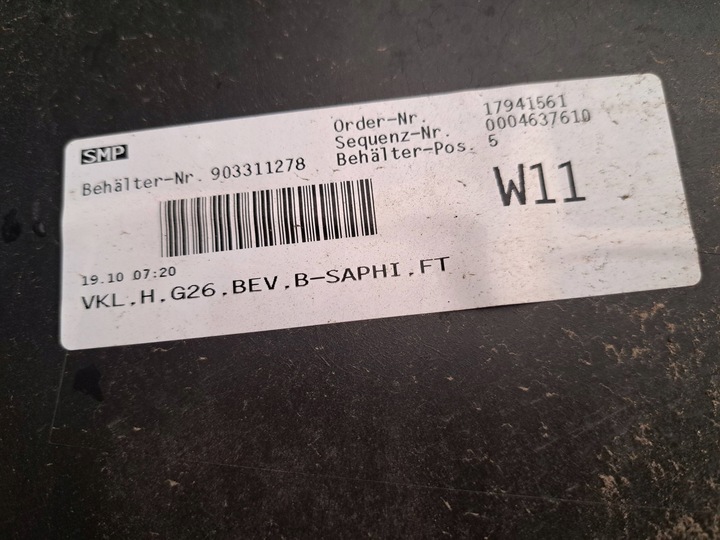 SMP
Order-Nr. 17941561
Sequenz-Nr. 0004637610
Behälter-Nr. 903311278 Behälter-Pos. 5
W11
19.10 07:20
VKL.H.G26.BEV.B-SAPHI.FT